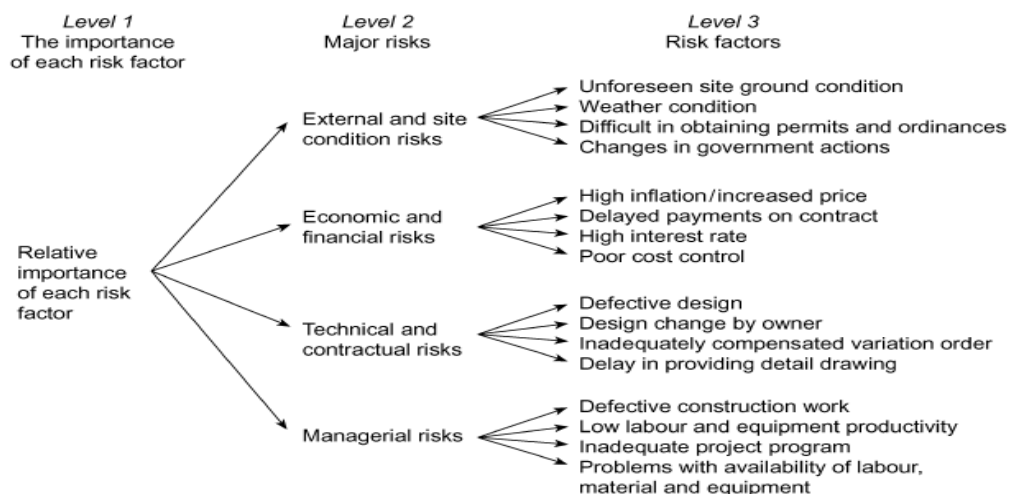 Level 1
The importance
of each risk factor
Level 2
Major risks
Level 3
Risk factors
Relative
importance
of each risk
factor
External and site
condition risks
Unforeseen site ground condition
Weather condition
Difficult in obtaining permits and ordinances
Changes in government actions
Economic and
financial risks
High inflation/increased price
Delayed payments on contract
High interest rate
Poor cost control
Technical and
contractual risks
Defective design
Design change by owner
Inadequately compensated variation order
Delay in providing detail drawing
Managerial risks
Defective construction work
Low labour and equipment productivity
Inadequate project program
Problems with availability of labour,
material and equipment